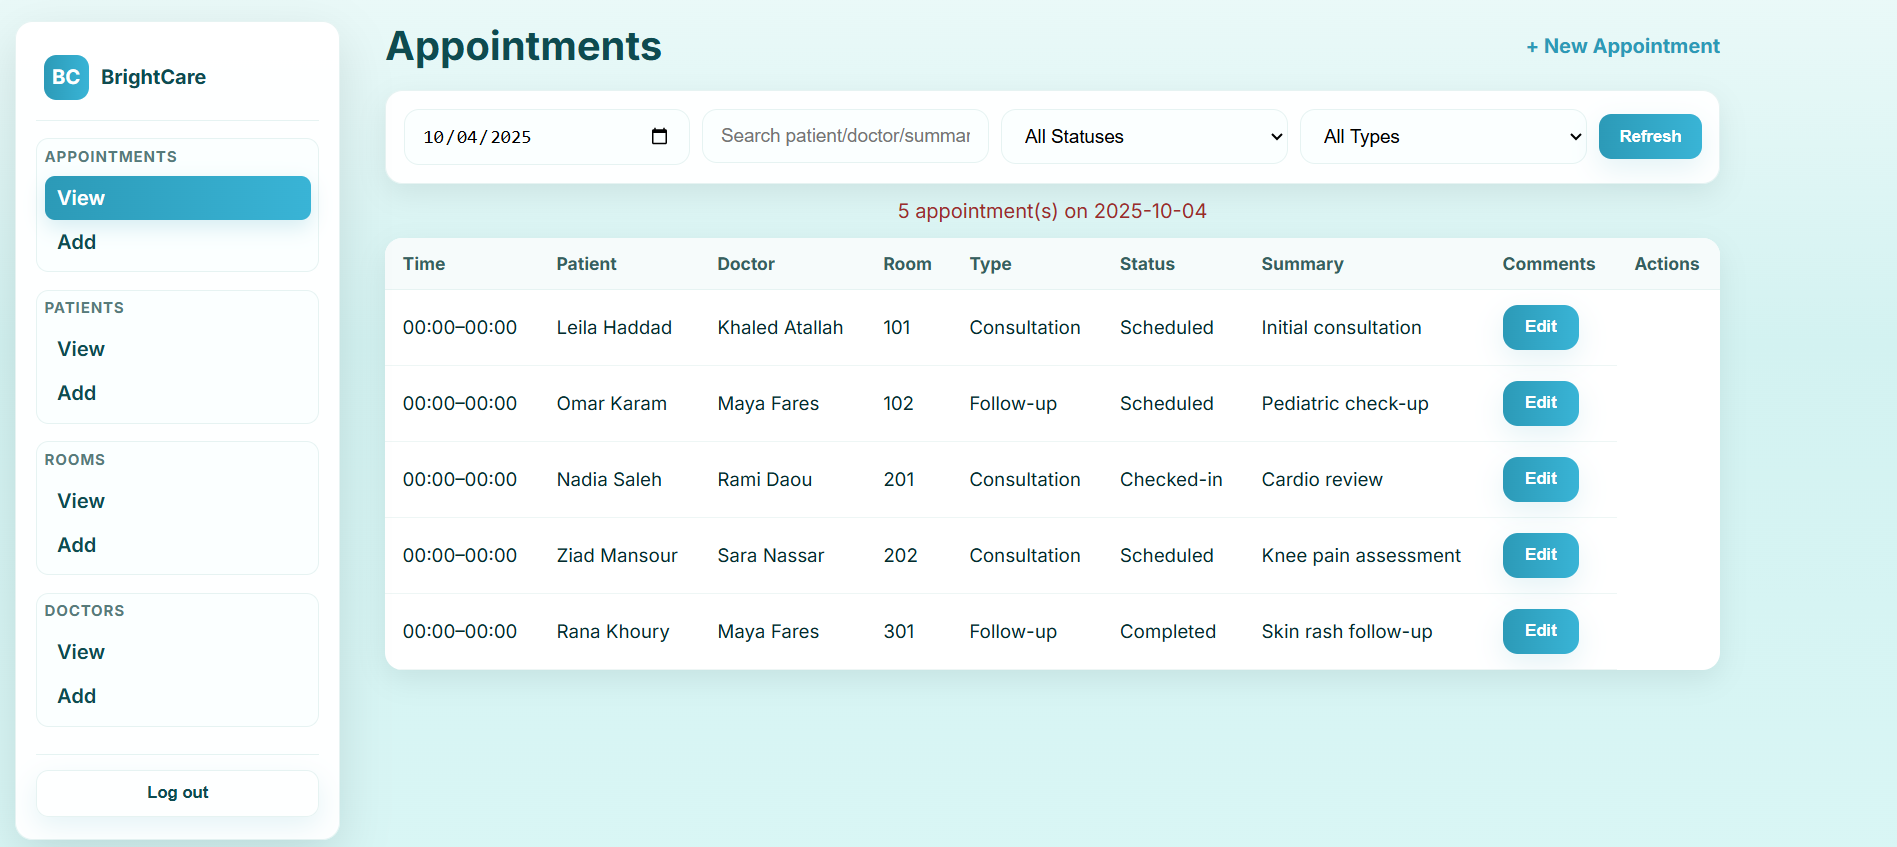 BC BrightCare
APPOINTMENTS
View
Add
PATIENTS
View
Add
ROOMS
View
Add
DOCTORS
View
Add
Log out
Appointments
+ New Appointment
10/04/2025 Search patient/doctor/summar All Statuses All Types Refresh
5 appointment(s) on 2025-10-04
Time Patient Doctor Room Type Status Summary Comments Actions
00:00–00:00 Leila Haddad Khaled Atallah 101 Consultation Scheduled Initial consultation Edit
00:00–00:00 Omar Karam Maya Fares 102 Follow-up Scheduled Pediatric check-up Edit
00:00–00:00 Nadia Saleh Rami Daou 201 Consultation Checked-in Cardio review Edit
00:00–00:00 Ziad Mansour Sara Nassar 202 Consultation Scheduled Knee pain assessment Edit
00:00–00:00 Rana Khoury Maya Fares 301 Follow-up Completed Skin rash follow-up Edit